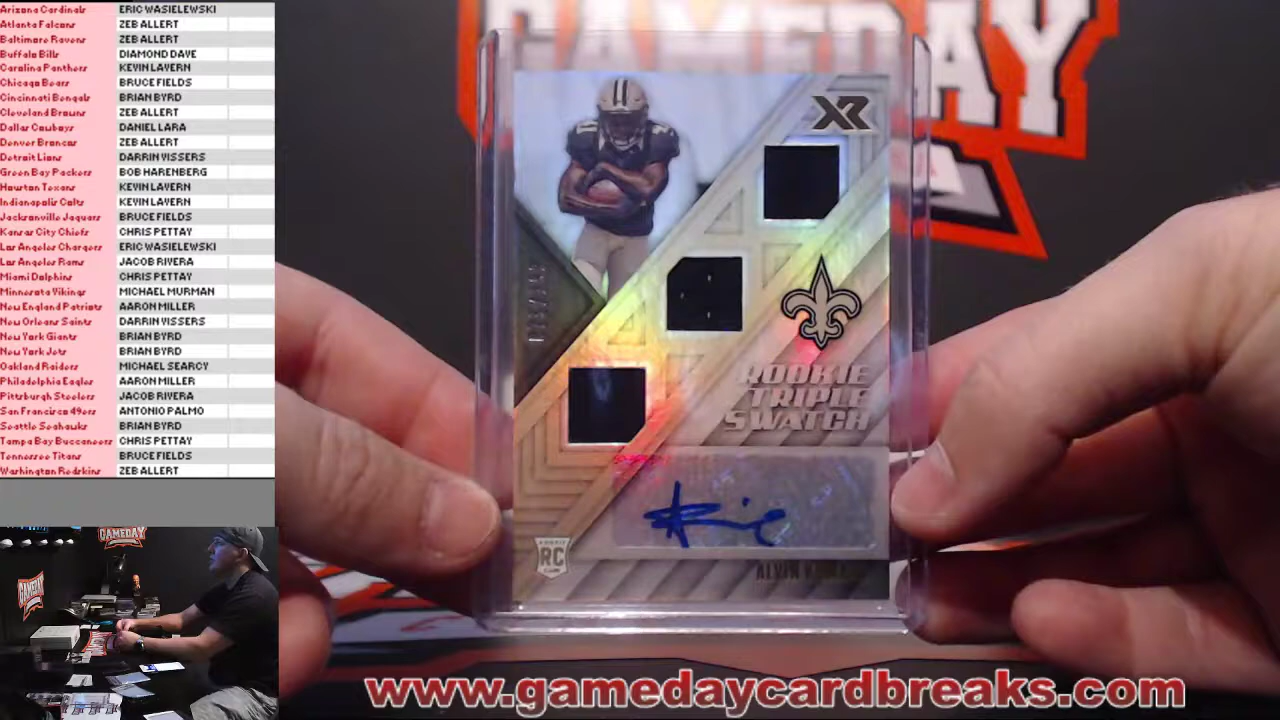 Arizona Cardinals ERIC WASIELEWSKI
Atlanta Falcons ZEB ALLERT
Baltimore Ravens ZEB ALLERT
Buffalo Bills DIAMOND DAVE
Carolina Panthers KEVIN LAVERN
Chicago Bears BRUCE FIELDS
Cincinnati Bengals BRIAN BYRD
Cleveland Browns ZEB ALLERT
Dallas Cowboys DANIEL LARA
Denver Broncos ZEB ALLERT
Detroit Lions DARRIN VISSERS
Green Bay Packers BOB HARENBERG
Houston Texans KEVIN LAVERN
Indianapolis Colts KEVIN LAVERN
Jacksonville Jaguars BRUCE FIELDS
Kansas City Chiefs CHRIS PETTAY
Los Angeles Chargers ERIC WASIELEWSKI
Los Angeles Rams JACOB RIVERA
Miami Dolphins CHRIS PETTAY
Minnesota Vikings MICHAEL MURMAN
New England Patriots AARON MILLER
New Orleans Saints DARRIN VISSERS
New York Giants BRIAN BYRD
New York Jets BRIAN BYRD
Oakland Raiders MICHAEL SEARCY
Philadelphia Eagles AARON MILLER
Pittsburgh Steelers JACOB RIVERA
San Francisco 49ers ANTONIO PALMO
Seattle Seahawks BRIAN BYRD
Tampa Bay Buccaneers CHRIS PETTAY
Tennessee Titans BRUCE FIELDS
Washington Redskins ZEB ALLERT
GAMEDAY
XR
ROOKIE
TRIPLE
SWATCH
RC
ALVIN
GAMEDAY
GAMEDAY
www.gamedaycardbreaks.com